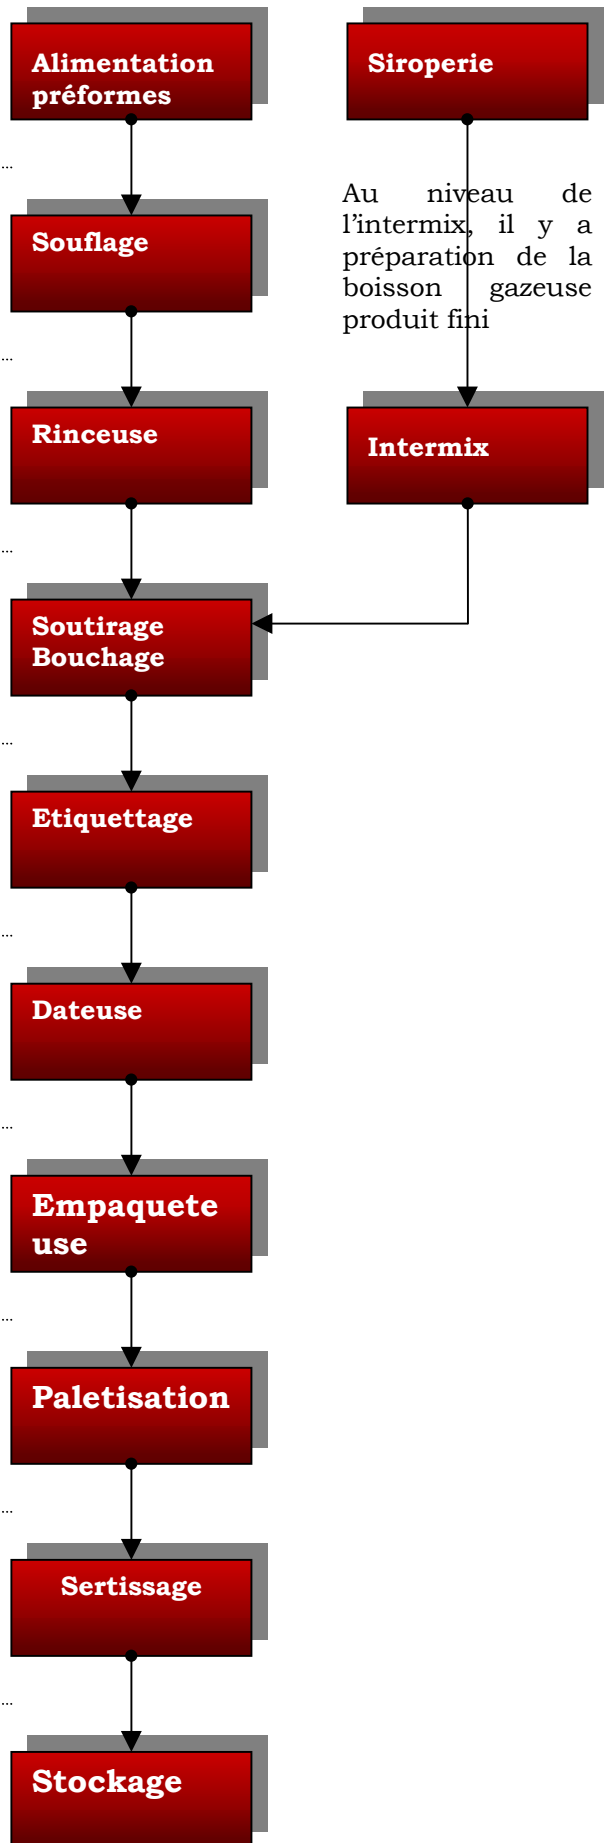 Alimentation
préformes
Siroperie
...
Au niveau de
l’intermix, il y a
préparation de la
boisson gazeuse
produit fini
Souflage
...
Rinceuse
Intermix
...
Soutirage
Bouchage
...
Etiquettage
...
Dateuse
...
Empaquete
use
...
Paletisation
...
Sertissage
...
Stockage